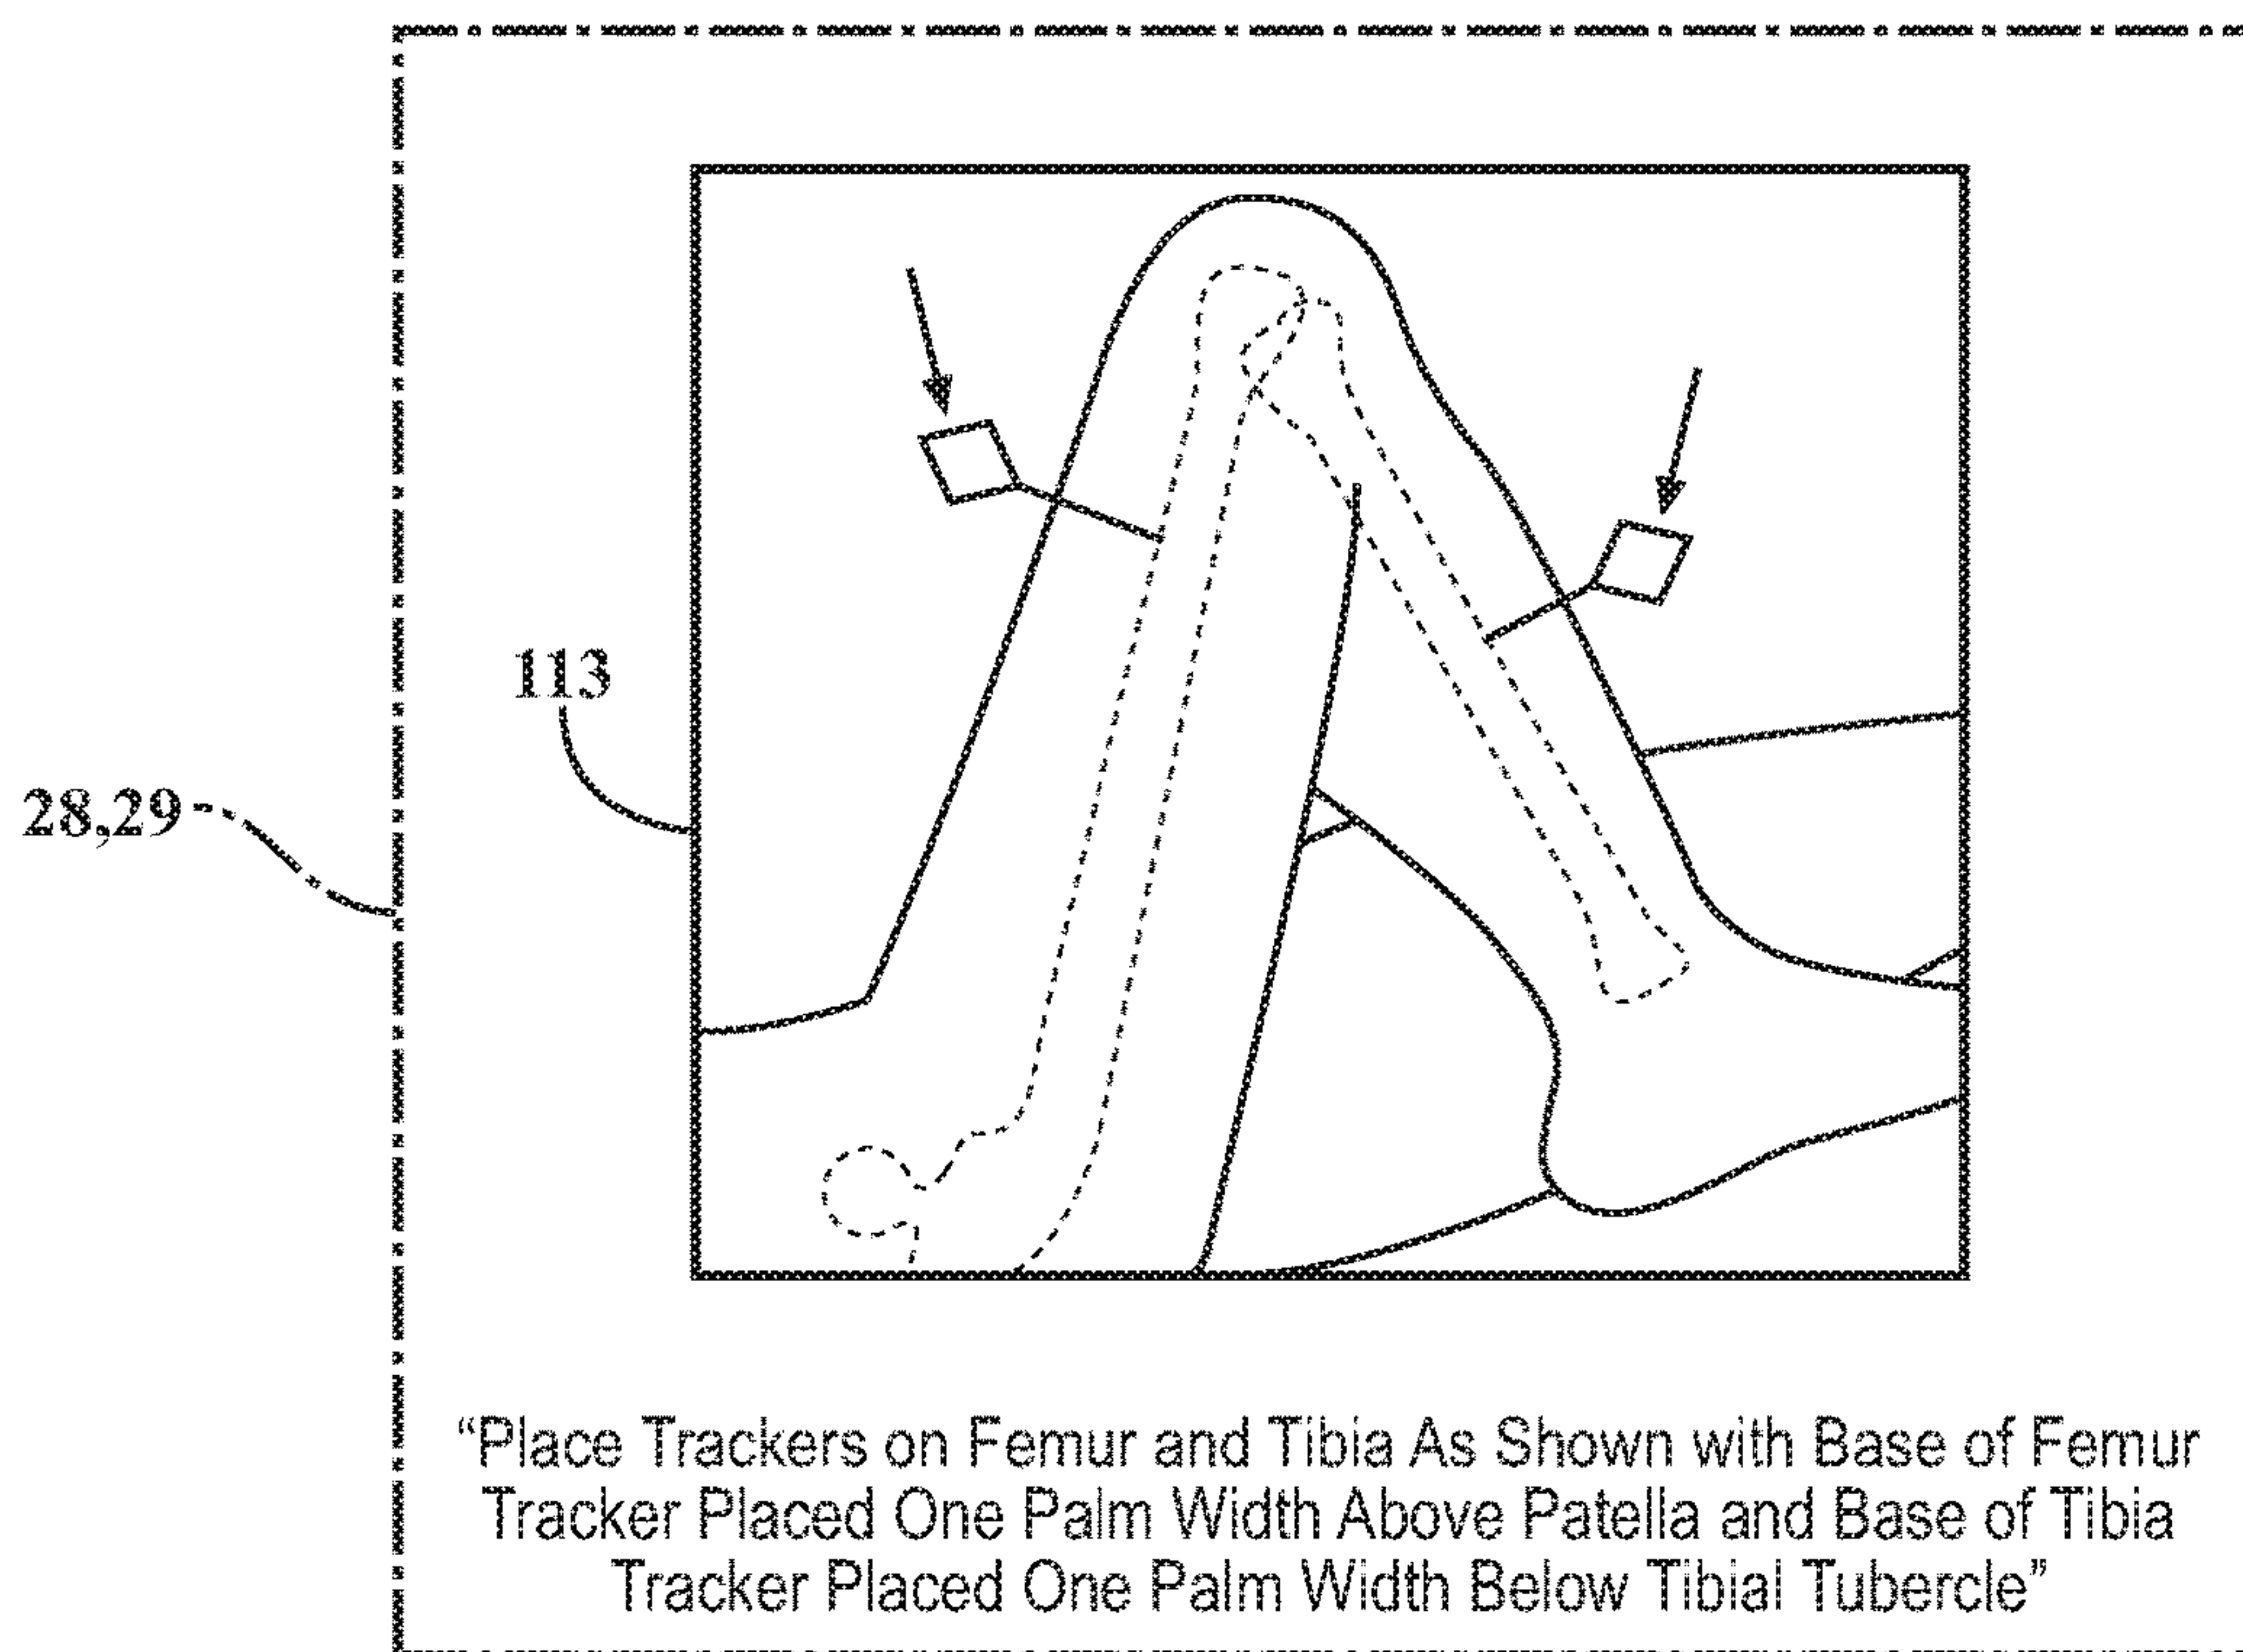 113
28,29
“Place Trackers on Femur and Tibia As Shown with Base of Femur
Tracker Placed One Palm Width Above Patella and Base of Tibia
Tracker Placed One Palm Width Below Tibial Tubercle”